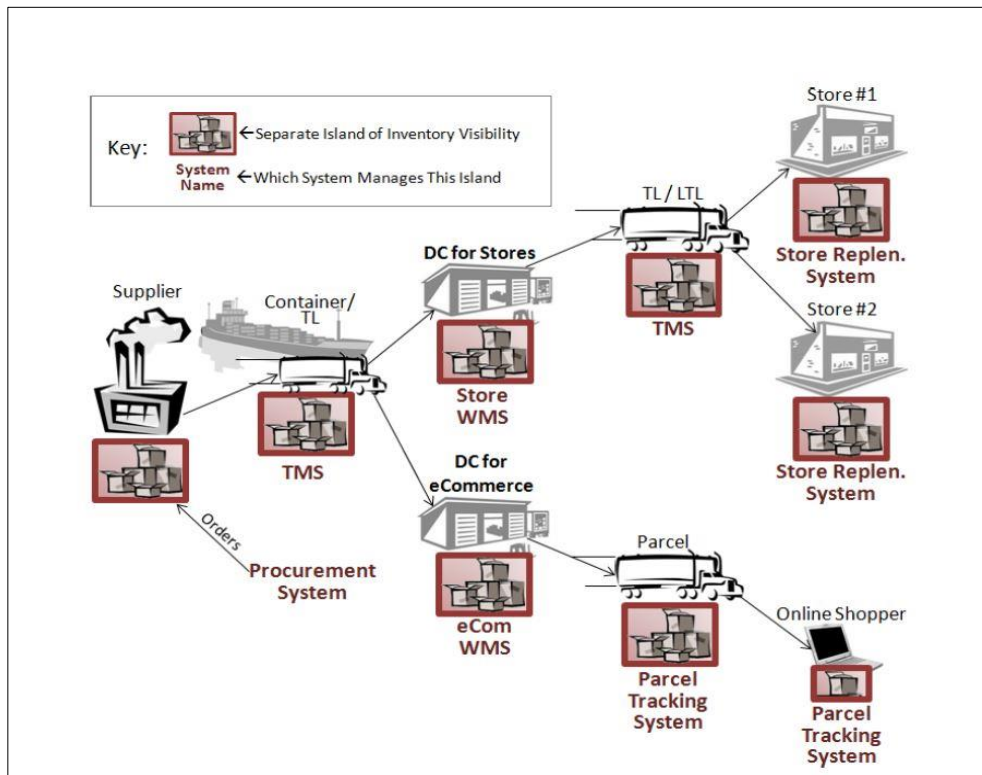 Key:
←Separate Island of Inventory Visibility
System
Name
←Which System Manages This Island
Store #1
Store Replen.
System
TL / LTL
TMS
Store #2
Store Replen.
System
DC for Stores
Store
WMS
Supplier
Container/
TL
TMS
Orders
Procurement
System
DC for
eCommerce
eCom
WMS
Parcel
Parcel
Tracking
System
Online Shopper
Parcel
Tracking
System